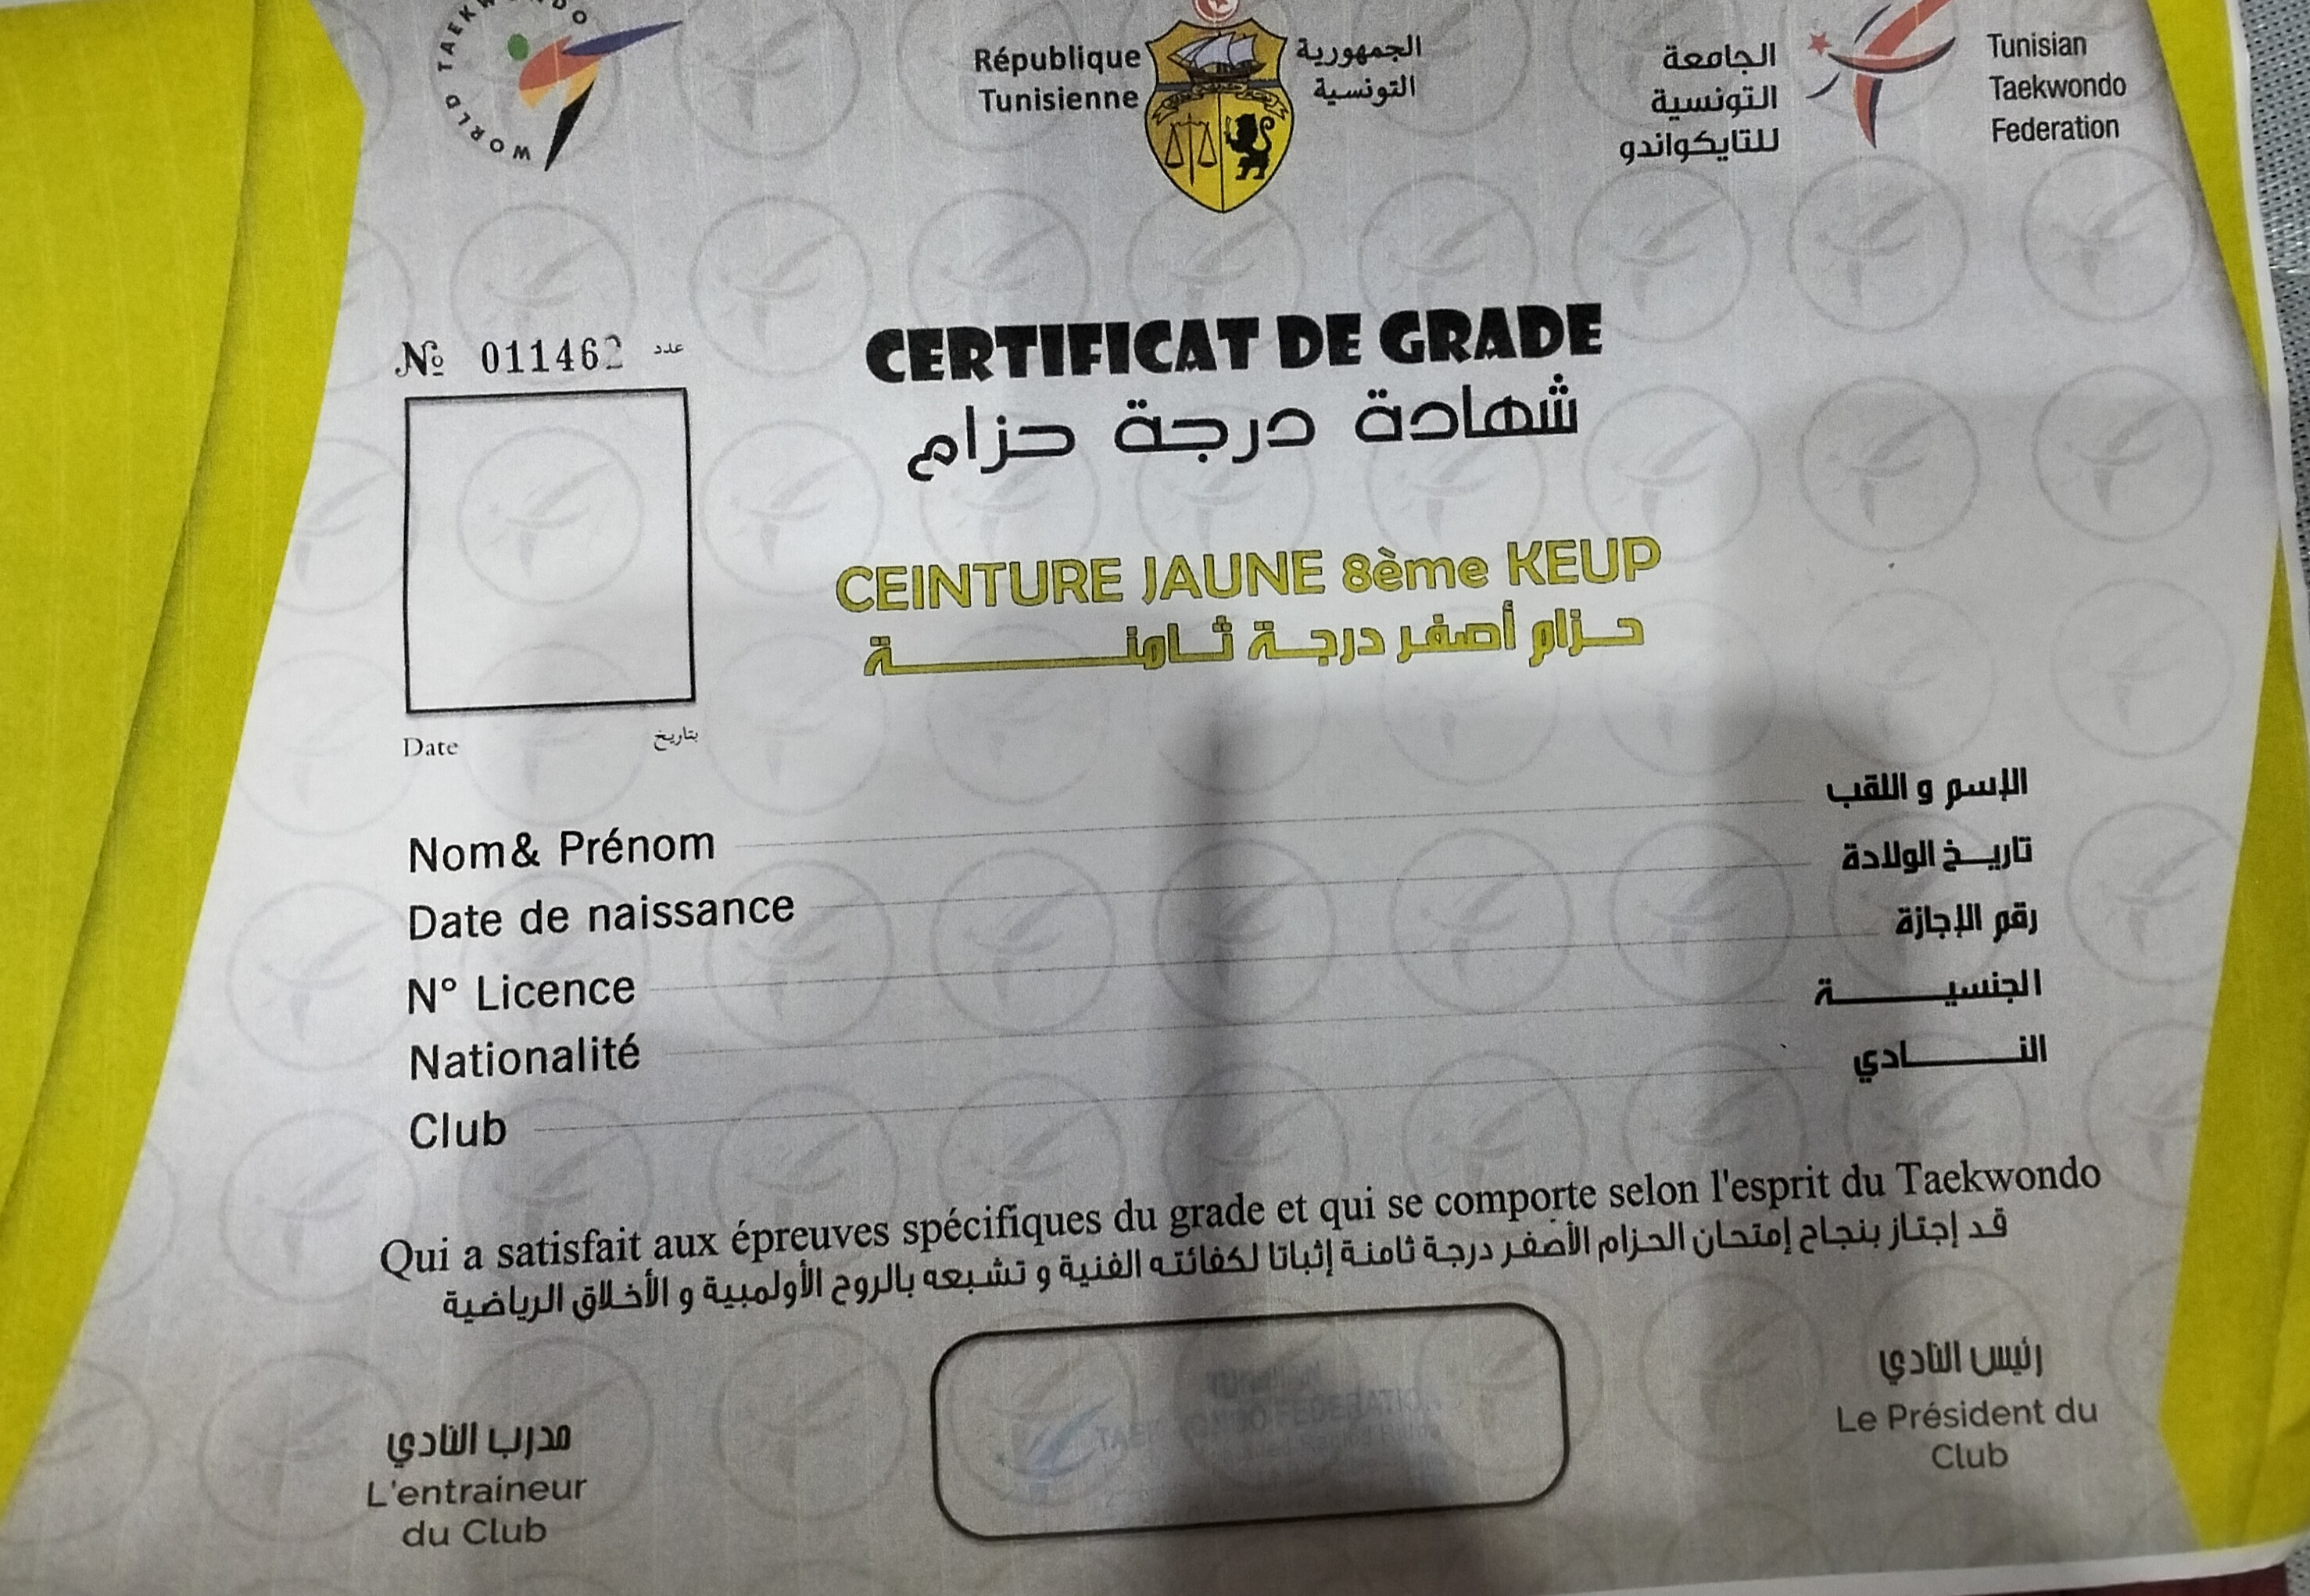 WORLD TAEKWONDO
République
Tunisienne
الجمهورية
التونسية
الجامعة
التونسية
للتايكواندو
Tunisian
Taekwondo
Federation
№ 011462 عدد
CERTIFICAT DE GRADE
شهادة درجة حزام
CEINTURE JAUNE 8ème KEUP
حزام أصفر درجة ثامنة
Date بتاريخ
Nom& Prénom الإسم و اللقب
Date de naissance تاريخ الولادة
N° Licence رقم الإجازة
Nationalité الجنسية
Club النادي
Qui a satisfait aux épreuves spécifiques du grade et qui se comporte selon l'esprit du Taekwondo
قد إجتاز بنجاح إمتحان الحزام الأصفر درجة ثامنة إثباتا لكفائته الفنية و تشبعه بالروح الأولمبية و الأخلاق الرياضية
TAEKWONDO FEDERATION
مدرب النادي
L'entraineur
du Club
رئيس النادي
Le Président du
Club